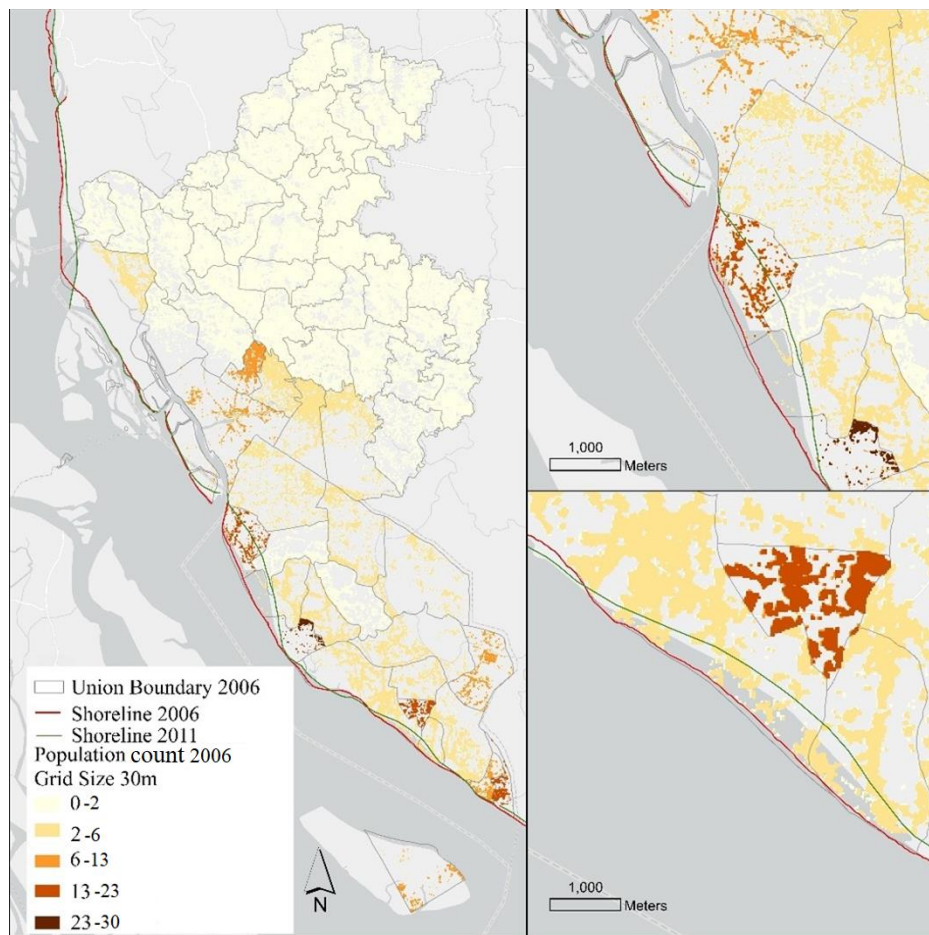 Union Boundary 2006
Shoreline 2006
Shoreline 2011
Population count 2006
Grid Size 30m
0-2
2-6
6-13
13-23
23-30
N
1,000
Meters
1,000
Meters